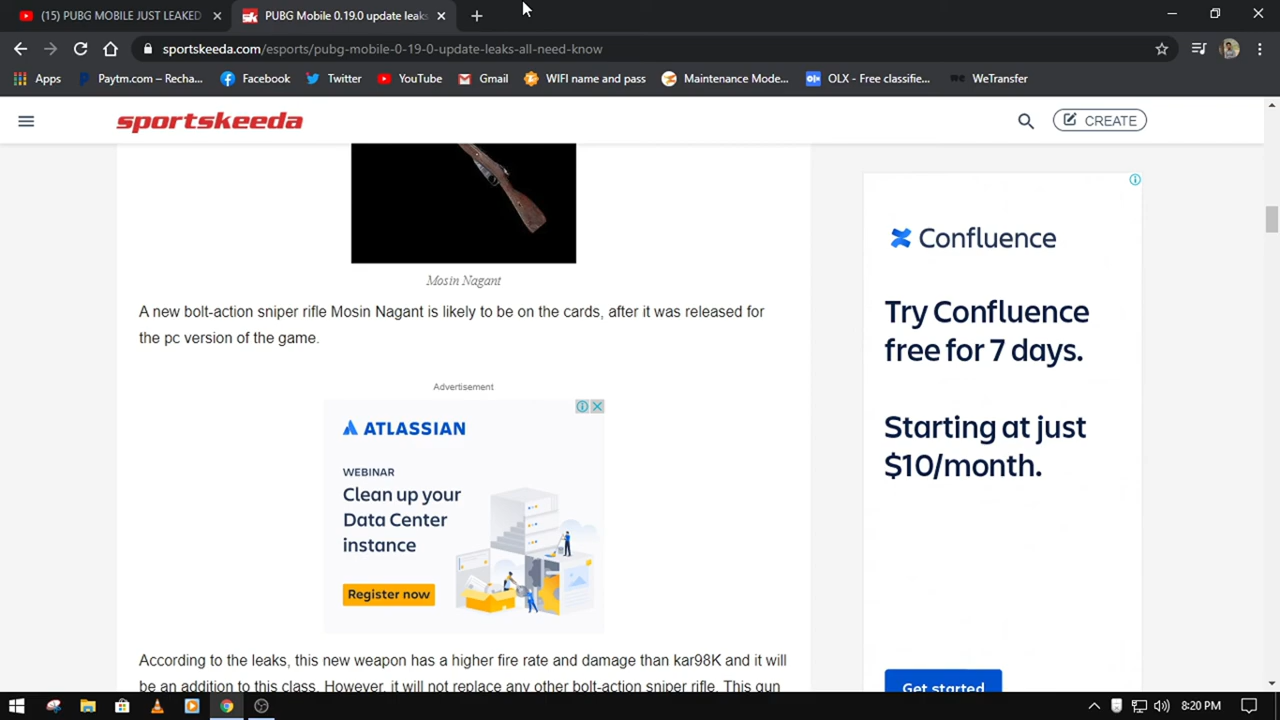 (15) PUBG MOBILE JUST LEAKED
PUBG Mobile 0.19.0 update leaks
sportskeeda.com/esports/pubg-mobile-0-19-0-update-leaks-all-need-know
Apps
Paytm.com – Recha...
Facebook
Twitter
YouTube
Gmail
WIFI name and pass
Maintenance Mode...
OLX - Free classifie...
WeTransfer
sportskeeda
CREATE
Mosin Nagant
A new bolt-action sniper rifle Mosin Nagant is likely to be on the cards, after it was released for
the pc version of the game.
Advertisement
ATLASSIAN
WEBINAR
Clean up your
Data Center
instance
Register now
According to the leaks, this new weapon has a higher fire rate and damage than kar98K and it will
be an addition to this class. However, it will not replace any other bolt-action sniper rifle. This gun
Confluence
Try Confluence
free for 7 days.
Starting at just
$10/month.
Get started
8:20 PM